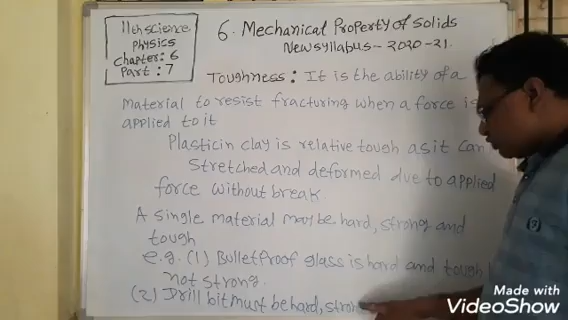 11th science
physics
chapter: 6
Part : 7
6. Mechanical Property of Solids
New syllabus - 2020-21.
Toughness : It is the ability of a
Material to resist fracturing when a force is
applied to it
Plasticin clay is relative tough as it can
stretched and deformed due to applied
force without break
A single material may be hard, strong and
tough
e.g. (1) Bulletproof glass is hard and tough
not strong.
(2) Drill bit must be hard, stron
Made with
VideoShow